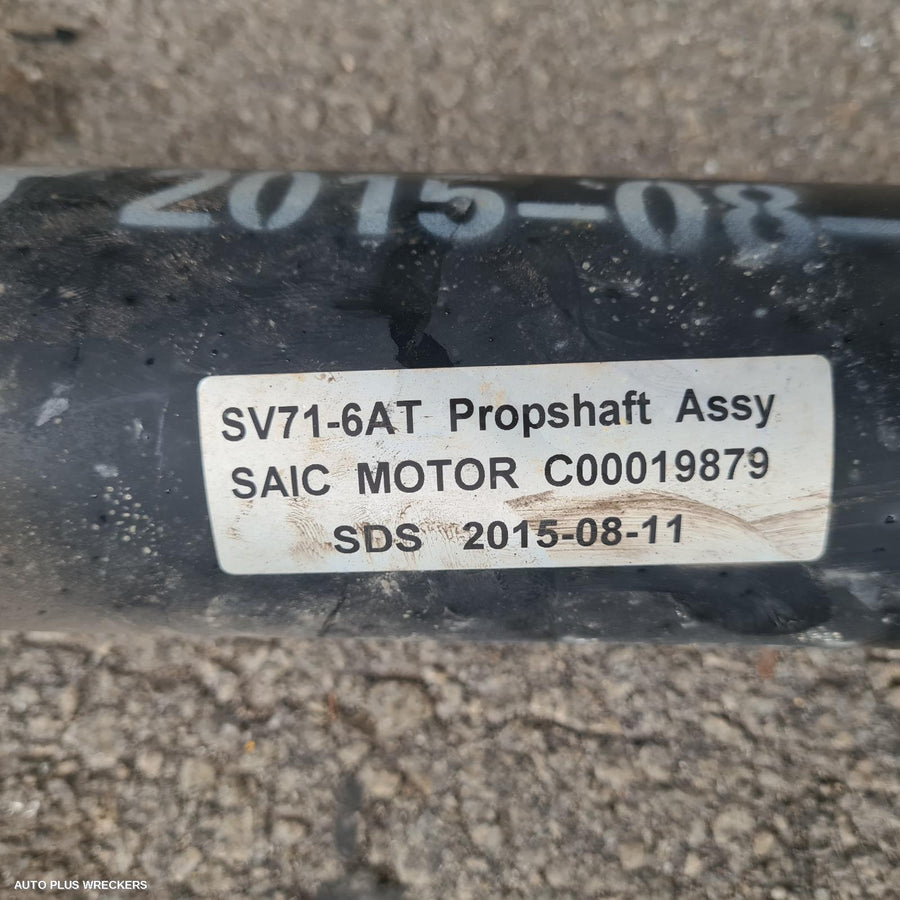 2015-08-
SV71-6AT Propshaft Assy
SAIC MOTOR C00019879
SDS 2015-08-11
AUTO PLUS WRECKERS